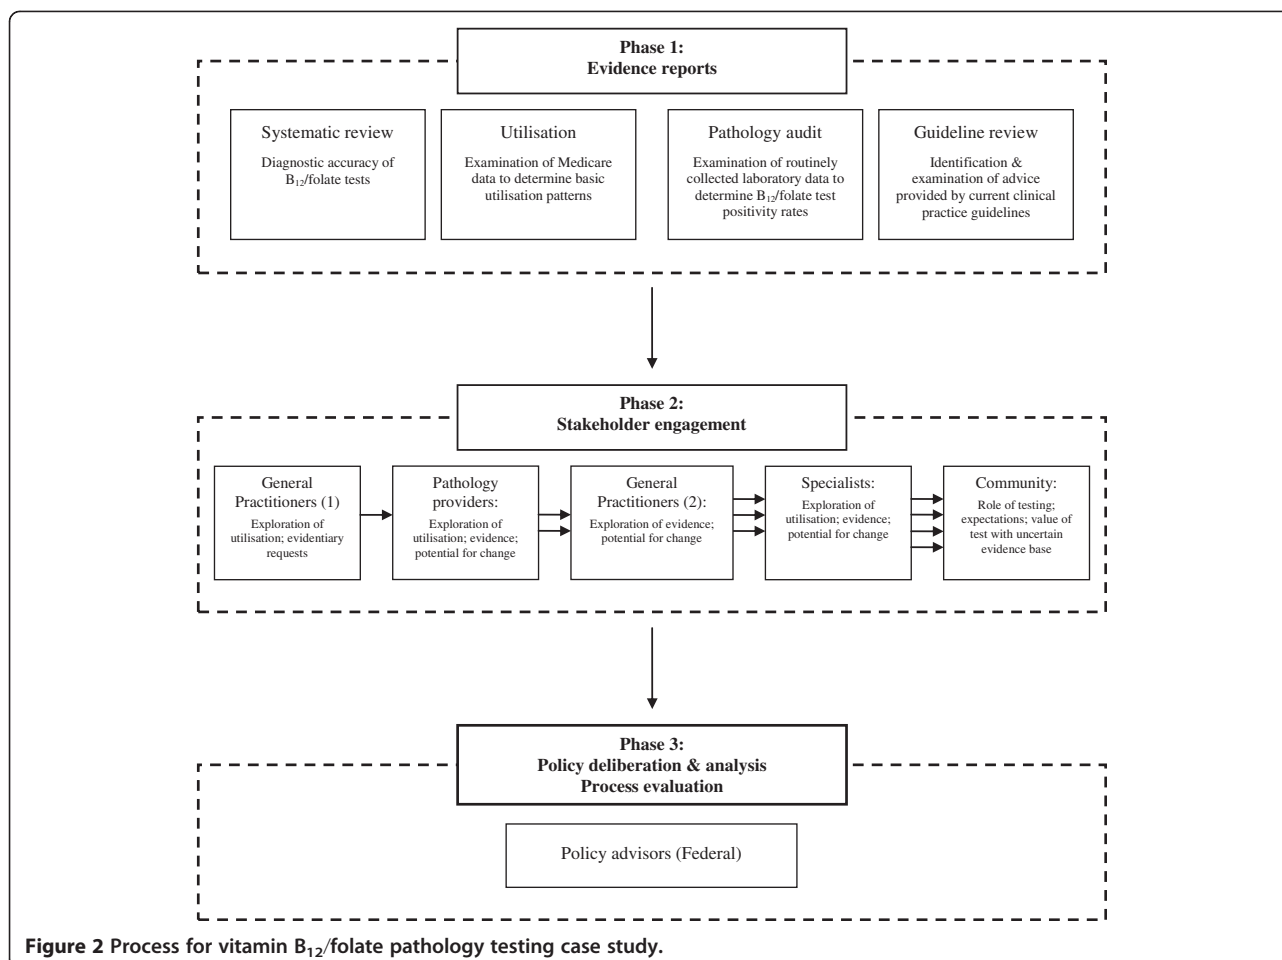 Phase 1:
Evidence reports
Systematic review
Diagnostic accuracy of
B₁₂/folate tests
Utilisation
Examination of Medicare
data to determine basic
utilisation patterns
Pathology audit
Examination of routinely
collected laboratory data to
determine B₁₂/folate test
positivity rates
Guideline review
Identification &
examination of advice
provided by current clinical
practice guidelines
Phase 2:
Stakeholder engagement
General
Practitioners (1)
Exploration of
utilisation; evidentiary
requests
Pathology
providers:
Exploration of
utilisation; evidence;
potential for change
General
Practitioners (2):
Exploration of evidence;
potential for change
Specialists:
Exploration of
utilisation; evidence;
potential for change
Community:
Role of testing;
expectations; value of
test with uncertain
evidence base
Phase 3:
Policy deliberation & analysis
Process evaluation
Policy advisors (Federal)
Figure 2 Process for vitamin B₁₂/folate pathology testing case study.